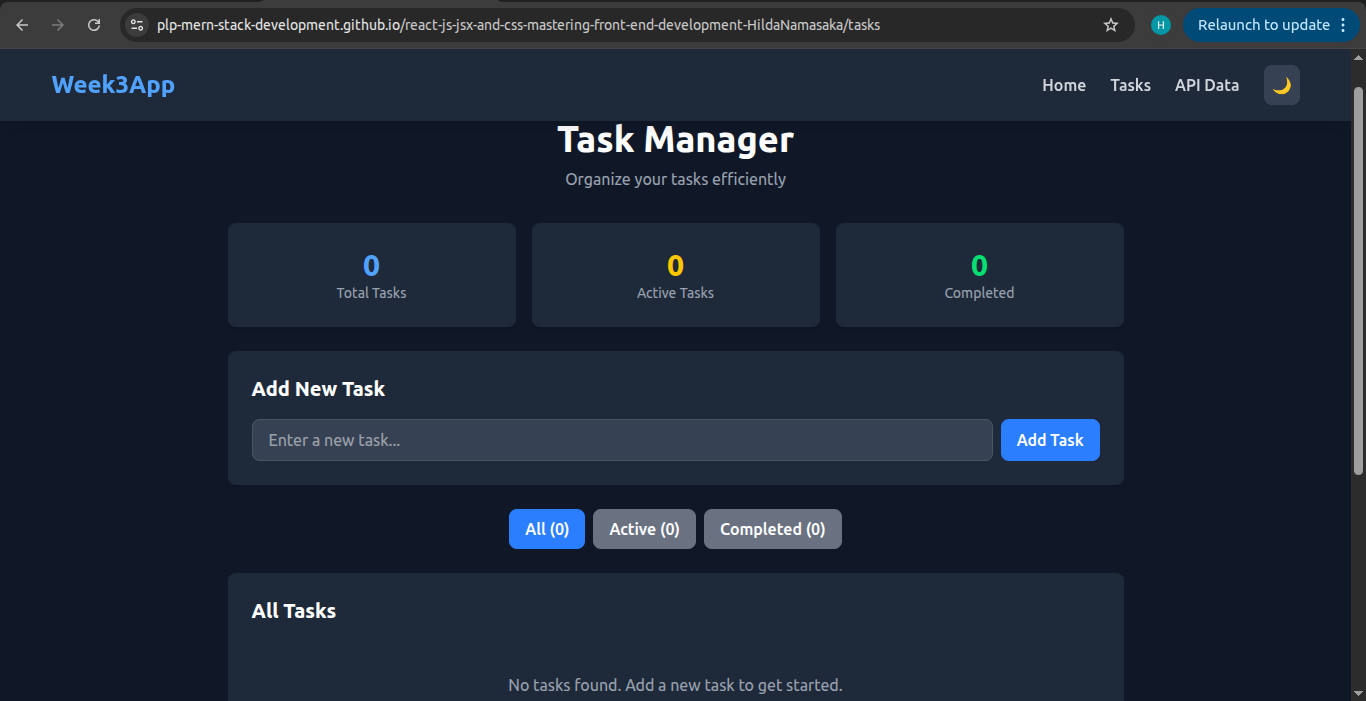 plp-mern-stack-development.github.io/react-js-jsx-and-css-mastering-front-end-development-HildaNamasaka/tasks
H
Relaunch to update
Week3App
Home Tasks API Data
Task Manager
Organize your tasks efficiently
0 0 0
Total Tasks Active Tasks Completed
Add New Task
Enter a new task... Add Task
All (0) Active (0) Completed (0)
All Tasks
No tasks found. Add a new task to get started.